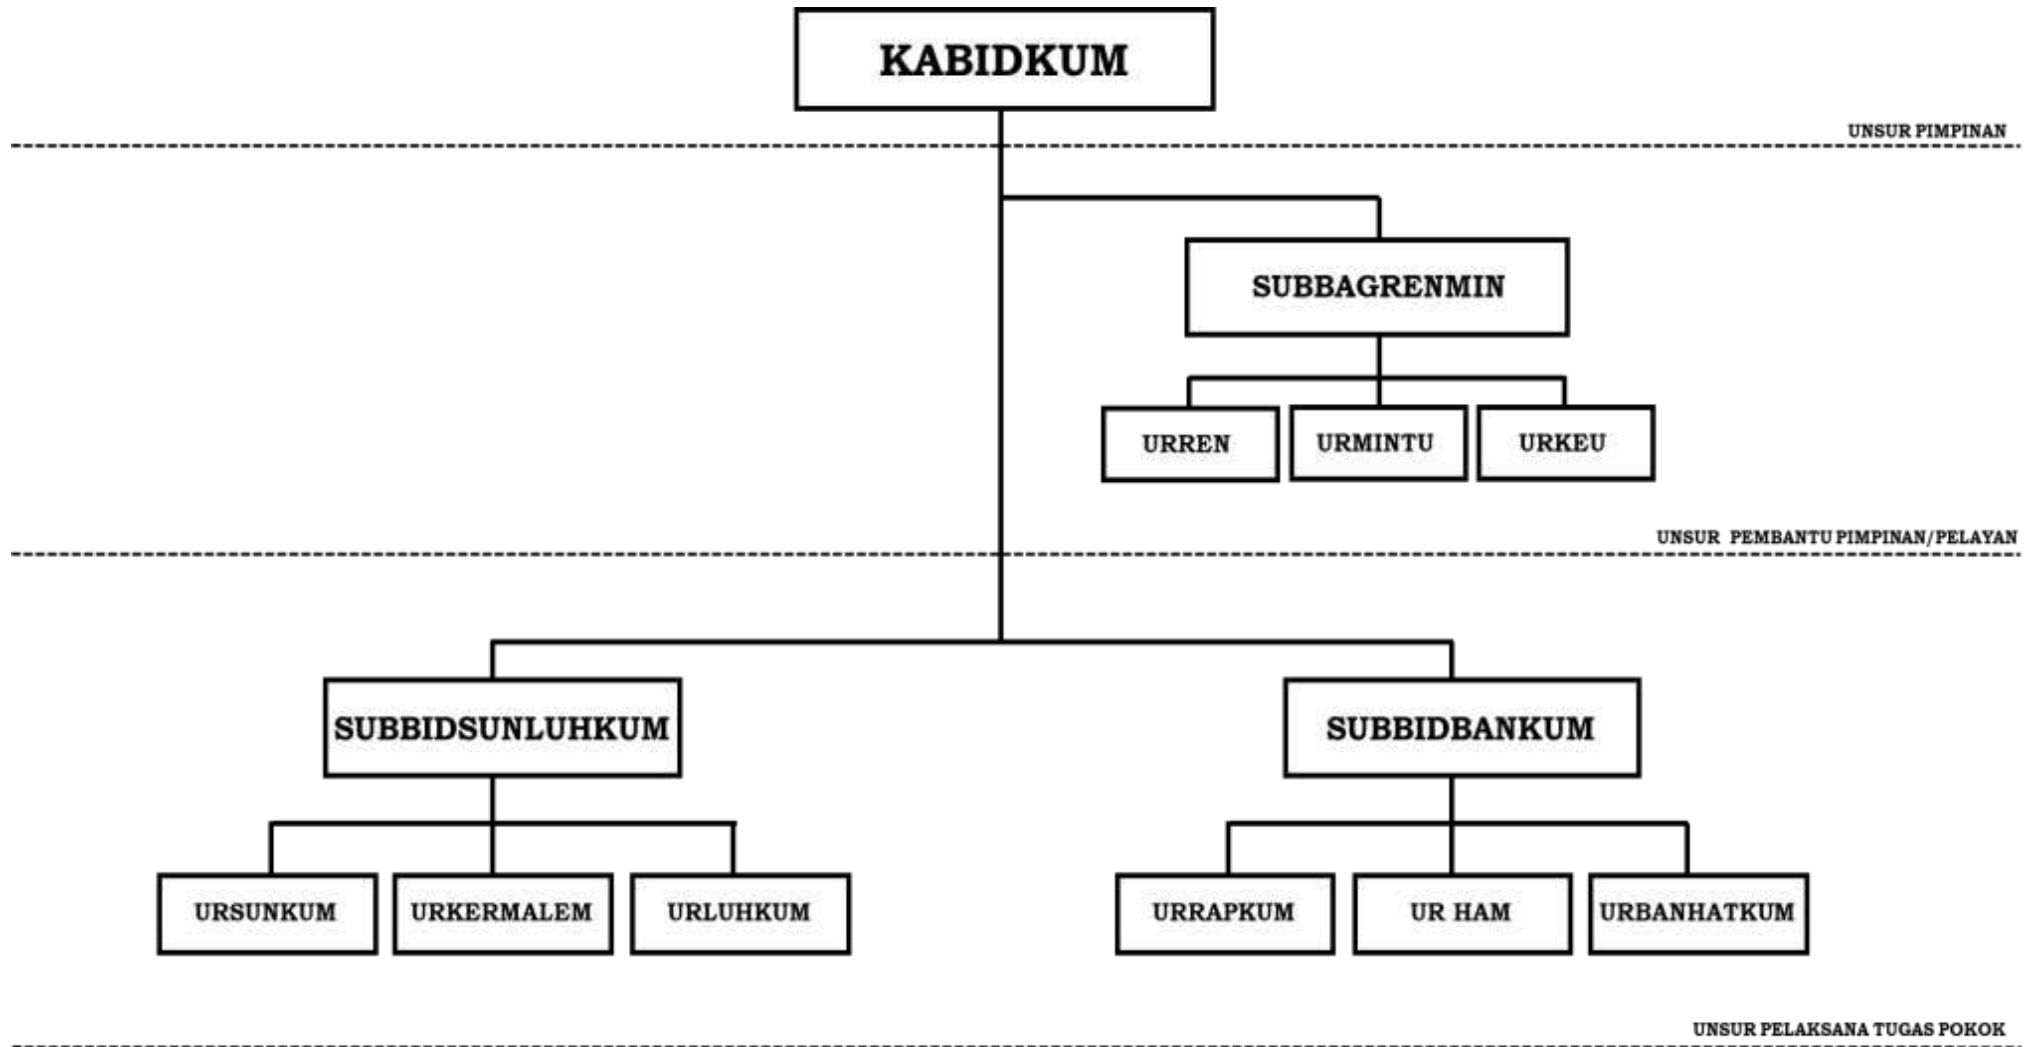 KABIDKUM
UNSUR PIMPINAN
SUBBAGRENMIN
URREN
URMINTU
URKEU
UNSUR PEMBANTU PIMPINAN/PELAYAN
SUBBIDSUNLUHKUM
SUBBIDBANKUM
URSUNKUM
URKERMALEM
URLUHKUM
URRAPKUM
UR HAM
URBANHATKUM
UNSUR PELAKSANA TUGAS POKOK